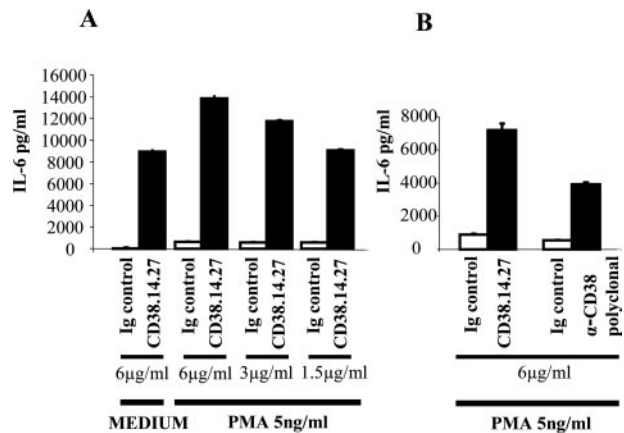 A
IL-6 pg/ml
16000
14000
12000
10000
8000
6000
4000
2000
0
Ig control
CD38.14.27
Ig control
CD38.14.27
Ig control
CD38.14.27
Ig control
CD38.14.27
6μg/ml
6μg/ml
3μg/ml
1.5μg/ml
MEDIUM
PMA 5ng/ml
B
IL-6 pg/ml
8000
6000
4000
2000
0
Ig control
CD38.14.27
Ig control
α-CD38
polyclonal
6μg/ml
PMA 5ng/ml